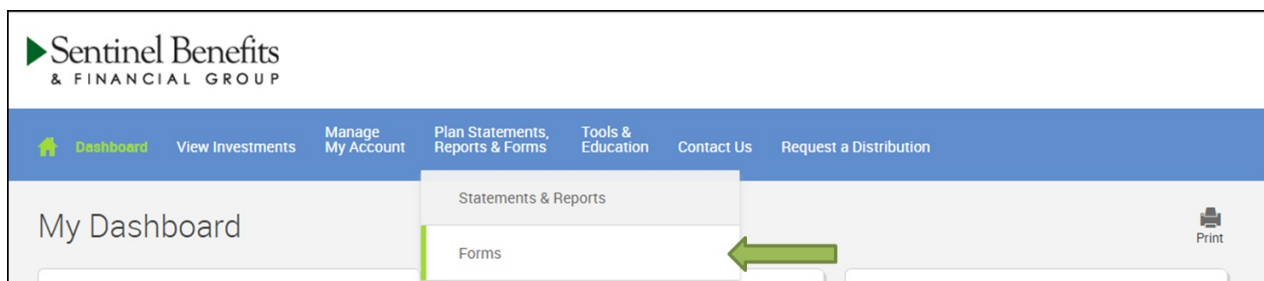 Sentinel Benefits
& FINANCIAL GROUP
Dashboard
View Investments
Manage
My Account
Plan Statements,
Reports & Forms
Tools &
Education
Contact Us
Request a Distribution
Statements & Reports
Forms
My Dashboard
Print